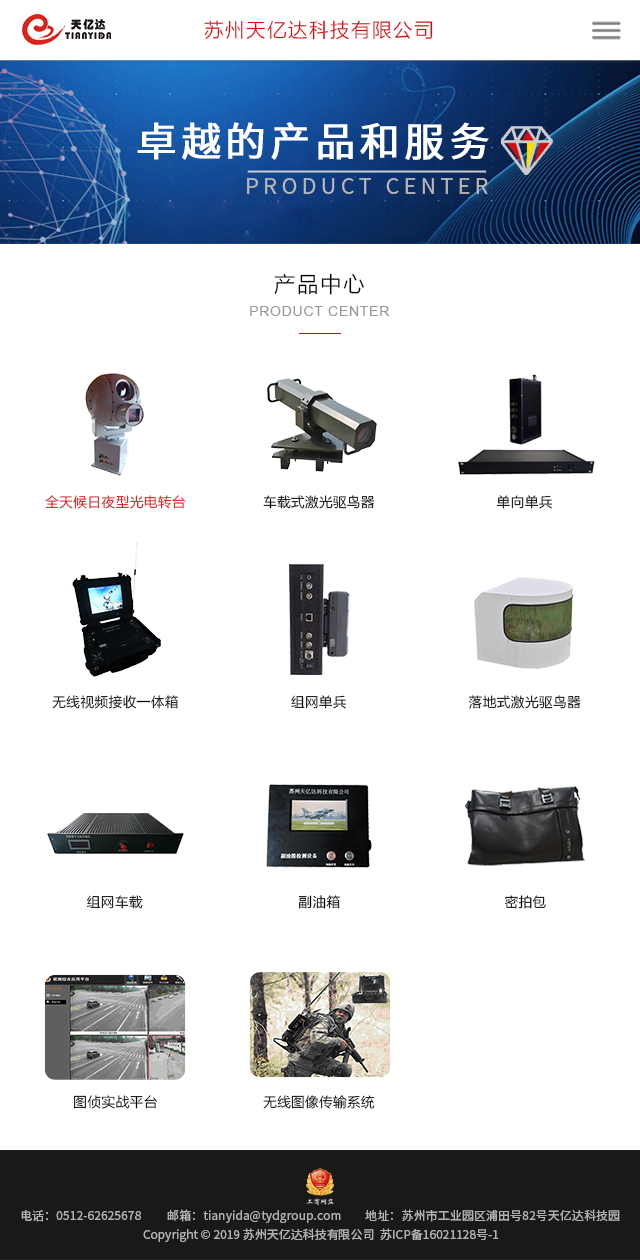 天亿达
TIANYIDA
苏州天亿达科技有限公司
卓越的产品和服务
PRODUCT CENTER
产品中心
PRODUCT CENTER
全天候日夜型光电转台
车载式激光驱鸟器
单向单兵
无线视频接收一体箱
组网单兵
落地式激光驱鸟器
苏州天亿达科技有限公司
副油箱检测设备
组网车载
副油箱
密拍包
图侦实战平台
无线图像传输系统
工商网监
电话：0512-62625678 邮箱：tianyida@tydgroup.com 地址：苏州市工业园区浦田号82号天亿达科技园
Copyright © 2019 苏州天亿达科技有限公司 苏ICP备16021128号-1